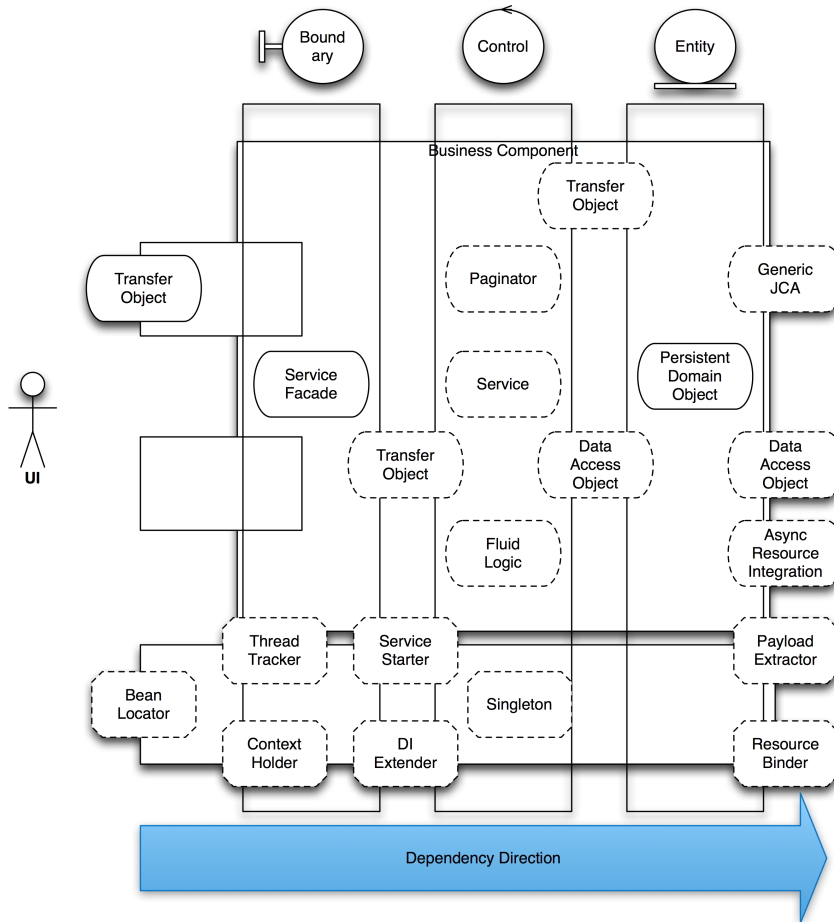 Bound
ary
Control
Entity
Business Component
Transfer
Object
Transfer
Object
Paginator
Generic
JCA
Service
Facade
Service
Persistent
Domain
Object
UI
Transfer
Object
Data
Access
Object
Data
Access
Object
Fluid
Logic
Async
Resource
Integration
Thread
Tracker
Service
Starter
Payload
Extractor
Bean
Locator
Singleton
Context
Holder
DI
Extender
Resource
Binder
Dependency Direction